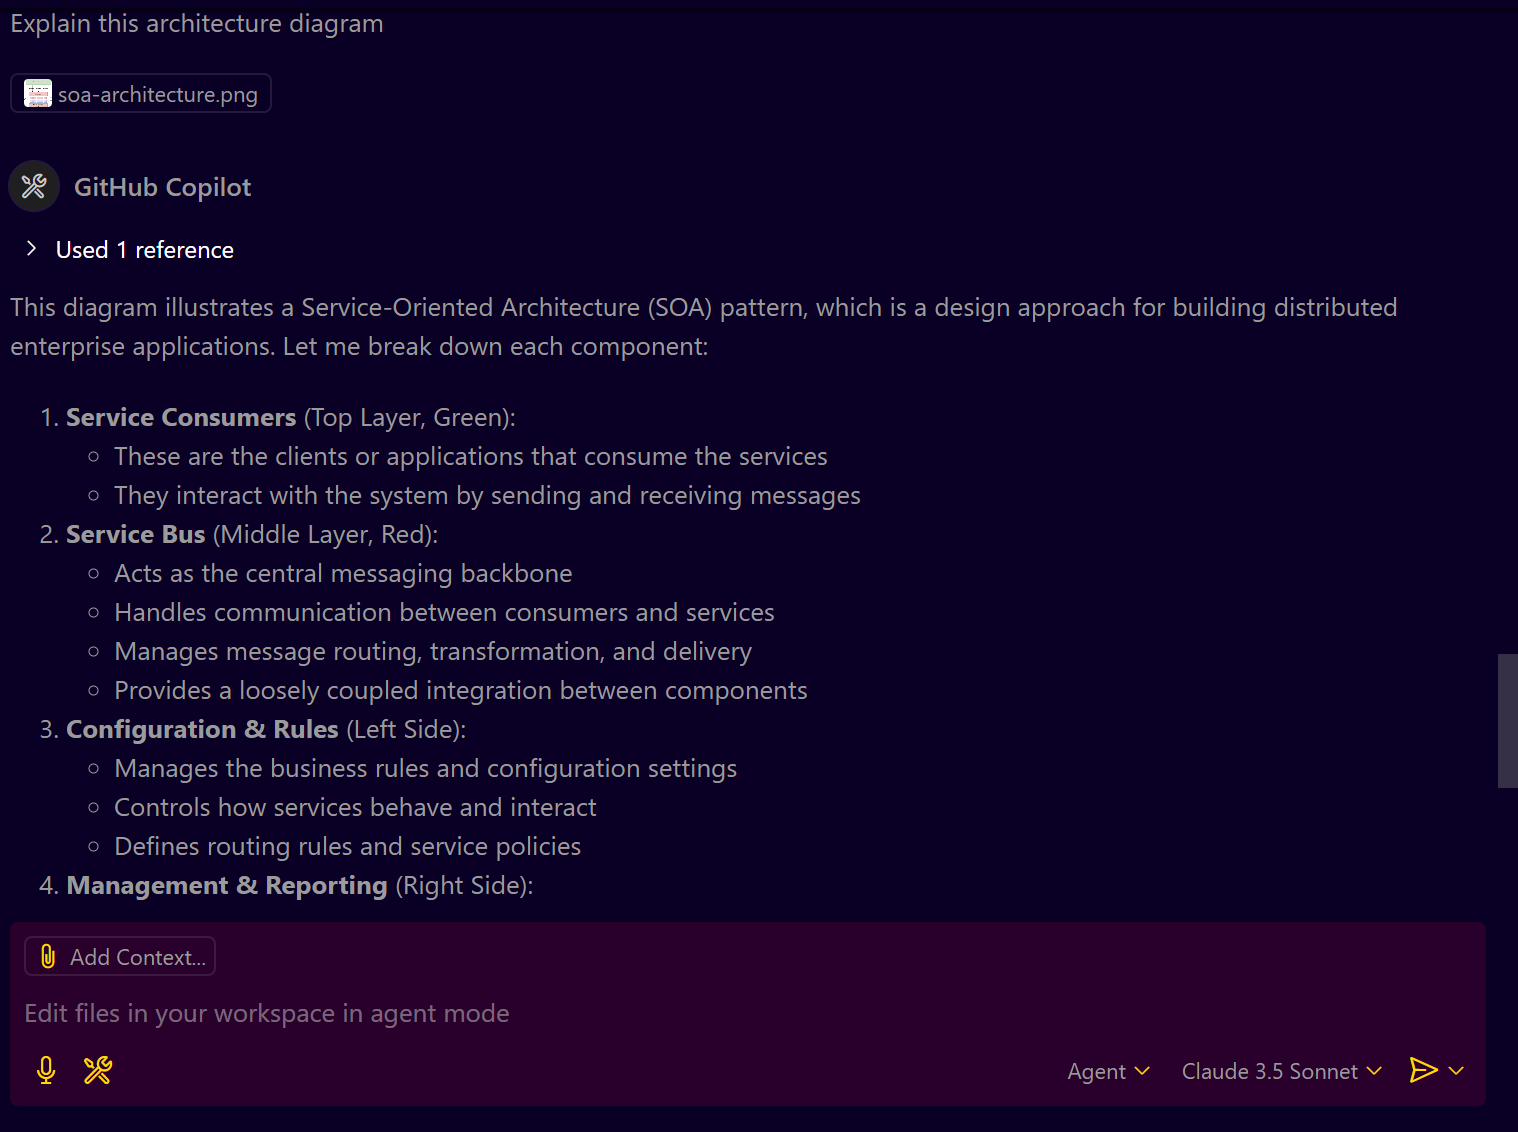 Explain this architecture diagram
soa-architecture.png
GitHub Copilot
Used 1 reference
This diagram illustrates a Service-Oriented Architecture (SOA) pattern, which is a design approach for building distributed
enterprise applications. Let me break down each component:
1. Service Consumers (Top Layer, Green):
These are the clients or applications that consume the services
They interact with the system by sending and receiving messages
2. Service Bus (Middle Layer, Red):
Acts as the central messaging backbone
Handles communication between consumers and services
Manages message routing, transformation, and delivery
Provides a loosely coupled integration between components
3. Configuration & Rules (Left Side):
Manages the business rules and configuration settings
Controls how services behave and interact
Defines routing rules and service policies
4. Management & Reporting (Right Side):
Add Context...
Edit files in your workspace in agent mode
Agent Claude 3.5 Sonnet